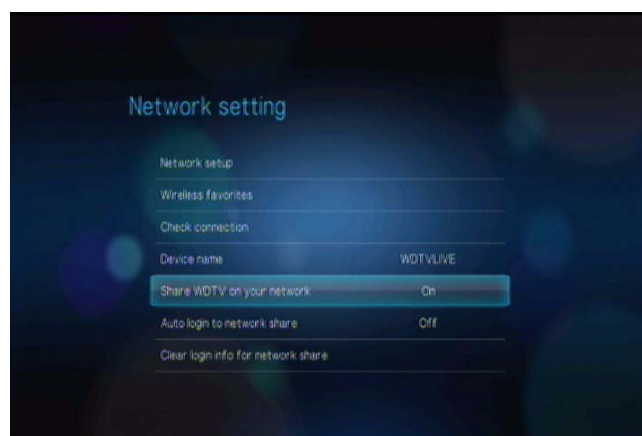 Network setting
Network setup
Wireless favorites
Check connection
Device name WDTVLIVE
Share WDTV on your network On
Auto login to network share Off
Clear login info for network share